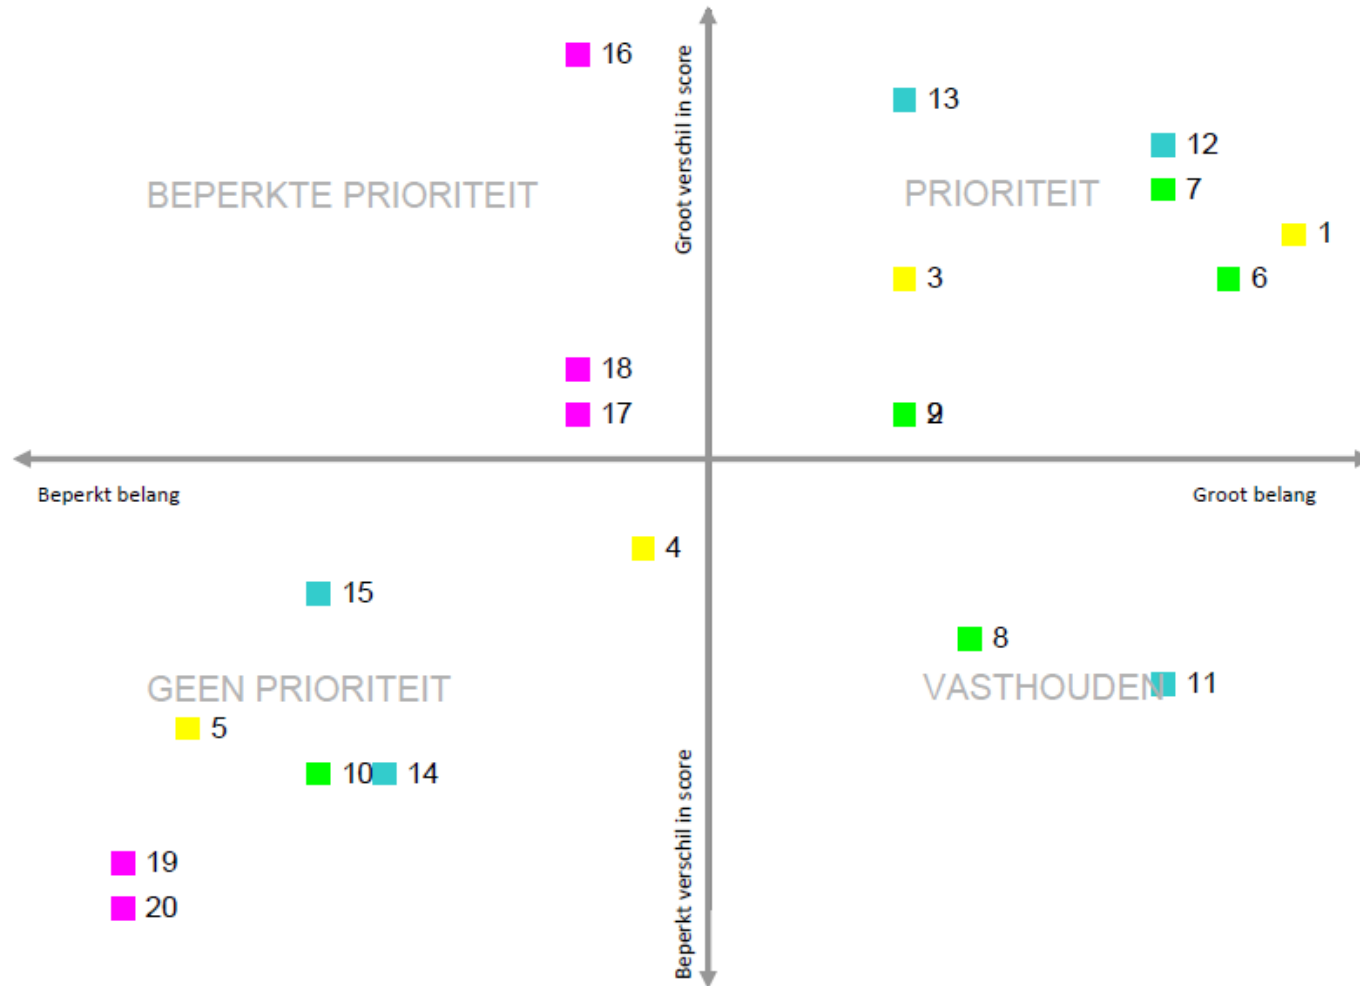 16
13
12
BEPERKTE PRIORITEIT
PRIORITEIT
7
1
3
6
18
17
9
2
Groot verschil in score
Beperkt belang
Groot belang
4
15
8
GEEN PRIORITEIT
VASTHOUDEN
11
5
10
14
19
20
Beperkt verschil in score